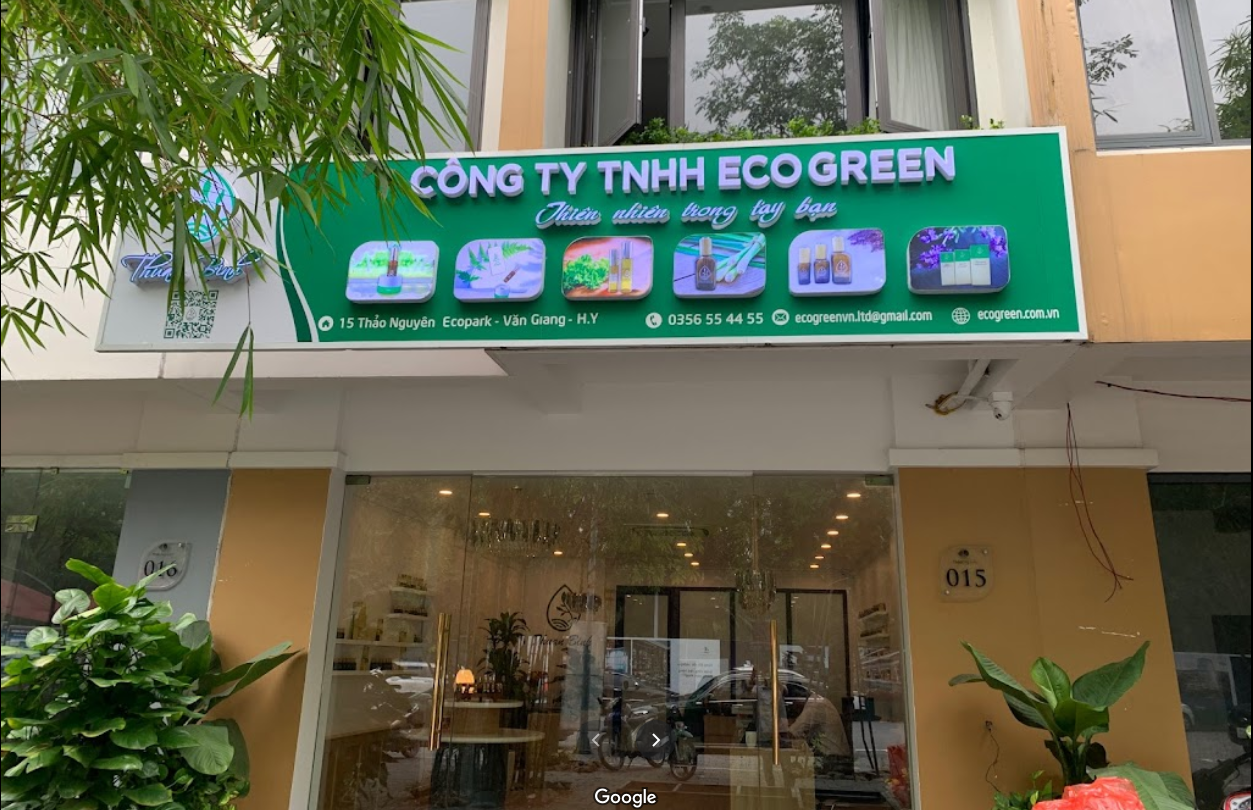 CÔNG TY TNHH ECO GREEN
Thiên nhiên trong tay bạn
15 Thảo Nguyên Ecopark - Văn Giang - H.Y
0356 55 44 55
ecogreenvn.ltd@gmail.com
ecogreen.com.vn
016
015
Google